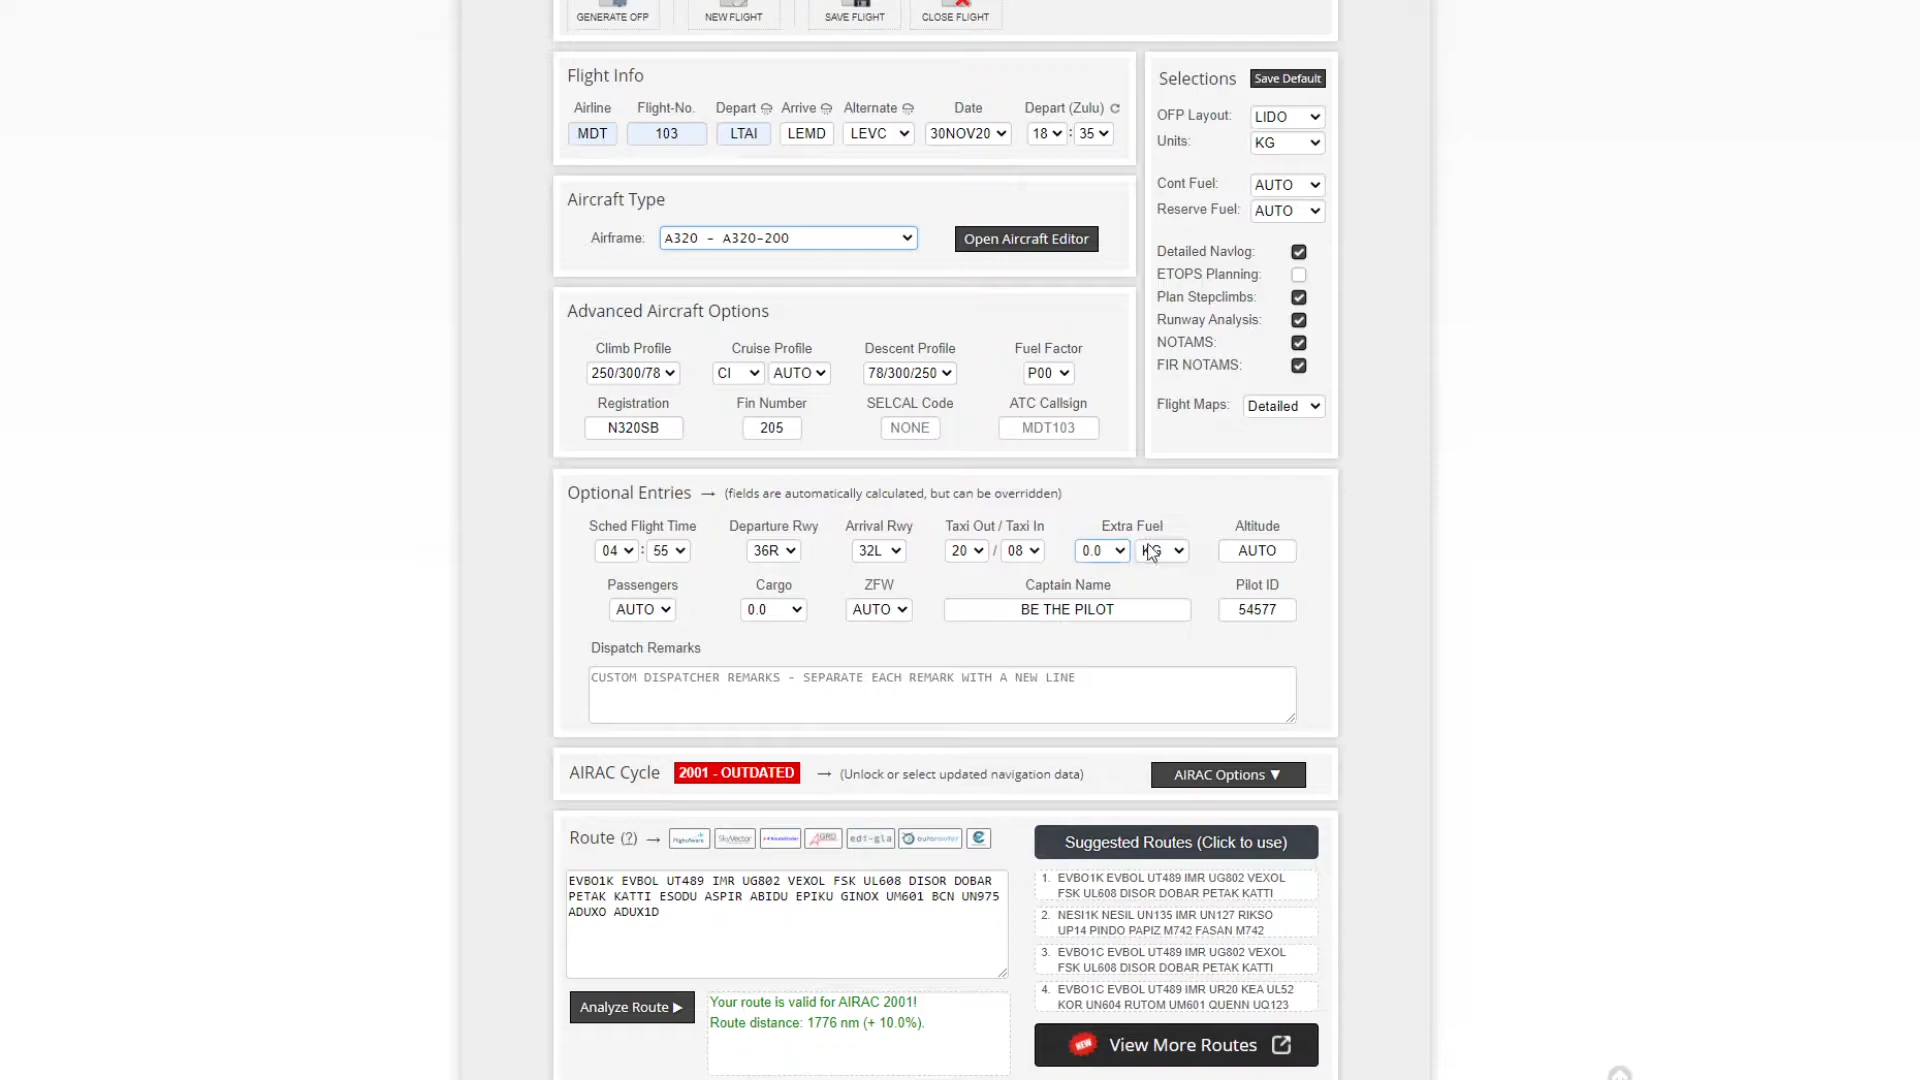 GENERATE OFP NEW FLIGHT SAVE FLIGHT CLOSE FLIGHT
Flight Info
Airline Flight-No. Depart Arrive Alternate Date Depart (Zulu)
MDT 103 LTAI LEMD LEVC 30NOV20 18 : 35
Aircraft Type
Airframe: A320 - A320-200 Open Aircraft Editor
Advanced Aircraft Options
Climb Profile Cruise Profile Descent Profile Fuel Factor
250/300/78 CI AUTO 78/300/250 P00
Registration Fin Number SELCAL Code ATC Callsign
N320SB 205 NONE MDT103
Selections Save Default
OFP Layout: LIDO
Units: KG
Cont Fuel: AUTO
Reserve Fuel: AUTO
Detailed Navlog:
ETOPS Planning:
Plan Stepclimbs:
Runway Analysis:
NOTAMS:
FIR NOTAMS:
Flight Maps: Detailed
Optional Entries → (fields are automatically calculated, but can be overridden)
Sched Flight Time Departure Rwy Arrival Rwy Taxi Out / Taxi In Extra Fuel Altitude
04 : 55 36R 32L 20 / 08 0.0 KG AUTO
Passengers Cargo ZFW Captain Name Pilot ID
AUTO 0.0 AUTO BE THE PILOT 54577
Dispatch Remarks
CUSTOM DISPATCHER REMARKS - SEPARATE EACH REMARK WITH A NEW LINE
AIRAC Cycle 2001 - OUTDATED → (Unlock or select updated navigation data) AIRAC Options ▼
Route (?) → FlightAware SkyVector RouteFinder AGRD edi-gla autorouter
EVBO1K EVBOL UT489 IMR UG802 VEXOL FSK UL608 DISOR DOBAR
PETAK KATTI ESODU ASPIR ABIDU EPIKU GINOX UM601 BCN UN975
ADUXO ADUX1D
Analyze Route ▶
Your route is valid for AIRAC 2001!
Route distance: 1776 nm (+ 10.0%).
Suggested Routes (Click to use)
1. EVBO1K EVBOL UT489 IMR UG802 VEXOL
FSK UL608 DISOR DOBAR PETAK KATTI
2. NESI1K NESIL UN135 IMR UN127 RIKSO
UP14 PINDO PAPIZ M742 FASAN M742
3. EVBO1C EVBOL UT489 IMR UG802 VEXOL
FSK UL608 DISOR DOBAR PETAK KATTI
4. EVBO1C EVBOL UT489 IMR UR20 KEA UL52
KOR UN604 RUTOM UM601 QUENN UQ123
NEW View More Routes